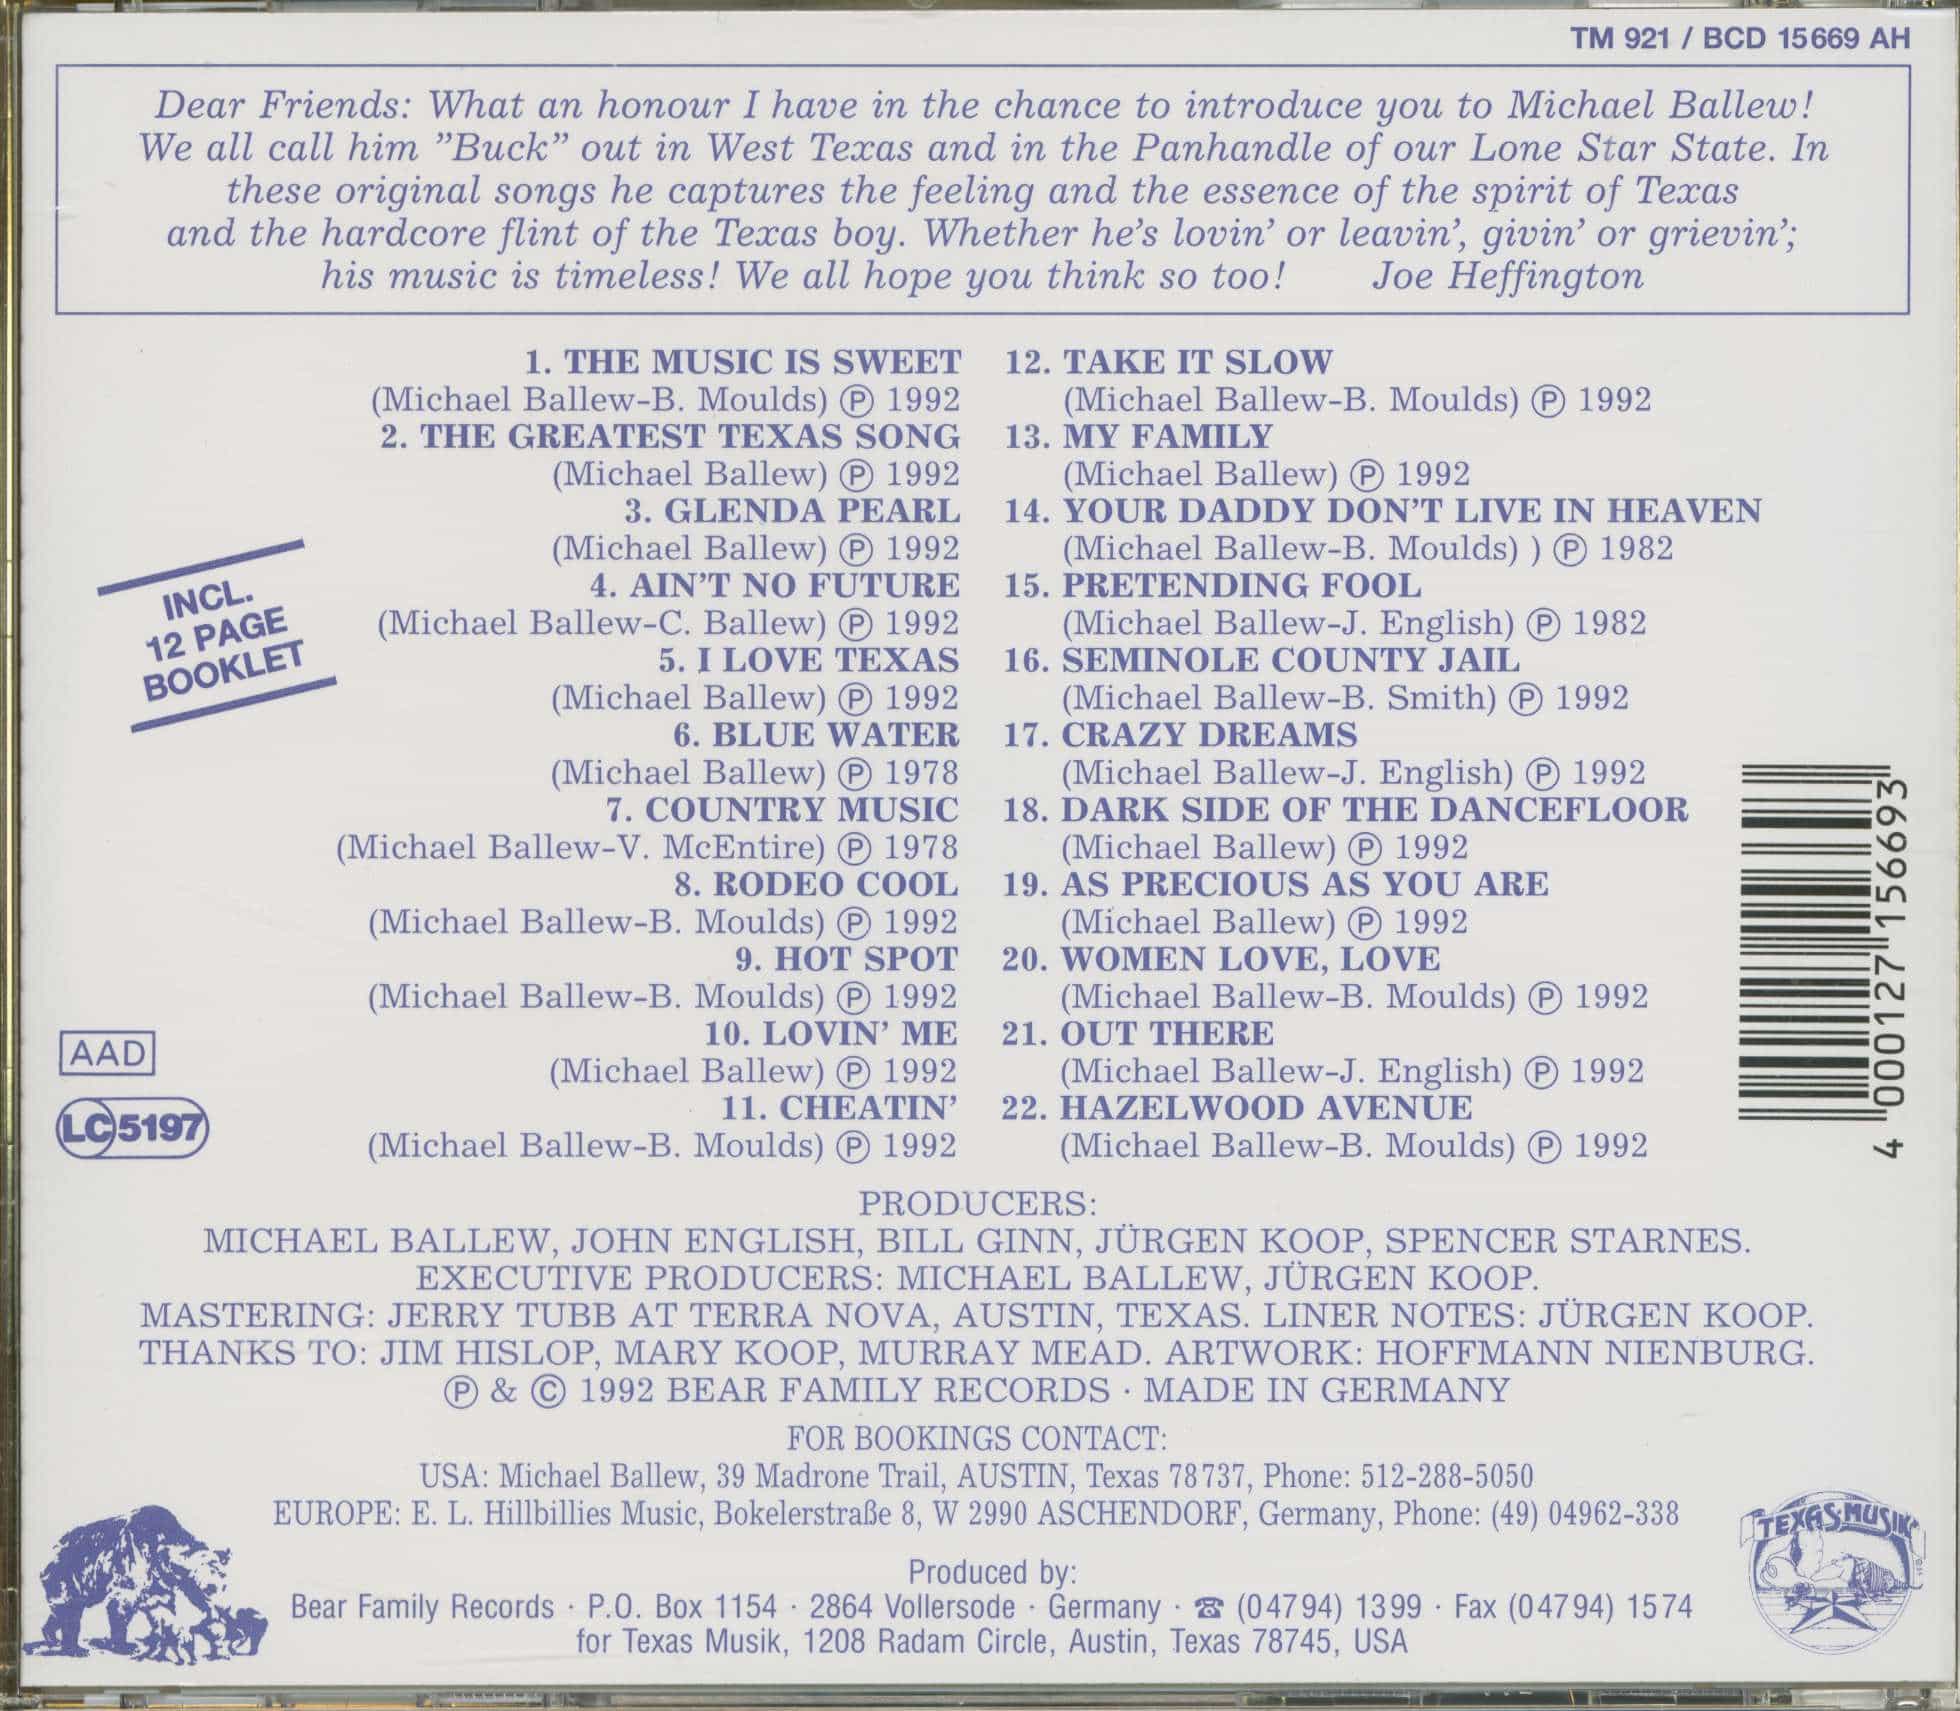 TM 921 / BCD 15669 AH
Dear Friends: What an honour I have in the chance to introduce you to Michael Ballew!
We all call him ”Buck” out in West Texas and in the Panhandle of our Lone Star State. In
these original songs he captures the feeling and the essence of the spirit of Texas
and the hardcore flint of the Texas boy. Whether he's lovin' or leavin', givin' or grievin';
his music is timeless! We all hope you think so too! Joe Heffington
1. THE MUSIC IS SWEET
(Michael Ballew-B. Moulds) Ⓟ 1992
2. THE GREATEST TEXAS SONG
(Michael Ballew) Ⓟ 1992
3. GLENDA PEARL
(Michael Ballew) Ⓟ 1992
4. AIN'T NO FUTURE
(Michael Ballew-C. Ballew) Ⓟ 1992
5. I LOVE TEXAS
(Michael Ballew) Ⓟ 1992
6. BLUE WATER
(Michael Ballew) Ⓟ 1978
7. COUNTRY MUSIC
(Michael Ballew-V. McEntire) Ⓟ 1978
8. RODEO COOL
(Michael Ballew-B. Moulds) Ⓟ 1992
9. HOT SPOT
(Michael Ballew-B. Moulds) Ⓟ 1992
10. LOVIN' ME
(Michael Ballew) Ⓟ 1992
11. CHEATIN'
(Michael Ballew-B. Moulds) Ⓟ 1992
12. TAKE IT SLOW
(Michael Ballew-B. Moulds) Ⓟ 1992
13. MY FAMILY
(Michael Ballew) Ⓟ 1992
14. YOUR DADDY DON'T LIVE IN HEAVEN
(Michael Ballew-B. Moulds) ) Ⓟ 1982
15. PRETENDING FOOL
(Michael Ballew-J. English) Ⓟ 1982
16. SEMINOLE COUNTY JAIL
(Michael Ballew-B. Smith) Ⓟ 1992
17. CRAZY DREAMS
(Michael Ballew-J. English) Ⓟ 1992
18. DARK SIDE OF THE DANCEFLOOR
(Michael Ballew) Ⓟ 1992
19. AS PRECIOUS AS YOU ARE
(Michael Ballew) Ⓟ 1992
20. WOMEN LOVE, LOVE
(Michael Ballew-B. Moulds) Ⓟ 1992
21. OUT THERE
(Michael Ballew-J. English) Ⓟ 1992
22. HAZELWOOD AVENUE
(Michael Ballew-B. Moulds) Ⓟ 1992
INCL.
12 PAGE
BOOKLET
AAD
LC 5197
4 000127 156693
PRODUCERS:
MICHAEL BALLEW, JOHN ENGLISH, BILL GINN, JÜRGEN KOOP, SPENCER STARNES.
EXECUTIVE PRODUCERS: MICHAEL BALLEW, JÜRGEN KOOP.
MASTERING: JERRY TUBB AT TERRA NOVA, AUSTIN, TEXAS. LINER NOTES: JÜRGEN KOOP.
THANKS TO: JIM HISLOP, MARY KOOP, MURRAY MEAD. ARTWORK: HOFFMANN NIENBURG.
Ⓟ & © 1992 BEAR FAMILY RECORDS · MADE IN GERMANY
FOR BOOKINGS CONTACT:
USA: Michael Ballew, 39 Madrone Trail, AUSTIN, Texas 78737, Phone: 512-288-5050
EUROPE: E. L. Hillbillies Music, Bokelerstraße 8, W 2990 ASCHENDORF, Germany, Phone: (49) 04962-338
Produced by:
Bear Family Records · P.O. Box 1154 · 2864 Vollersode · Germany · ☎ (04794) 1399 · Fax (04794) 1574
for Texas Musik, 1208 Radam Circle, Austin, Texas 78745, USA
TEXAS MUSIK